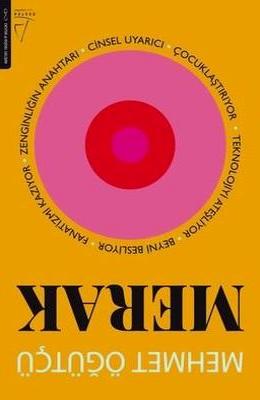 MEHMET ÖĞÜTÇÜ
MERAK
ZENGİNLİĞİN ANAHTARI · CİNSEL UYARICI · ÇOCUKLAŞTIRIYOR · TEKNOLOJİYİ ATEŞLİYOR · BEYNİ BESLİYOR · FANATİZMİ KAZIYOR ·